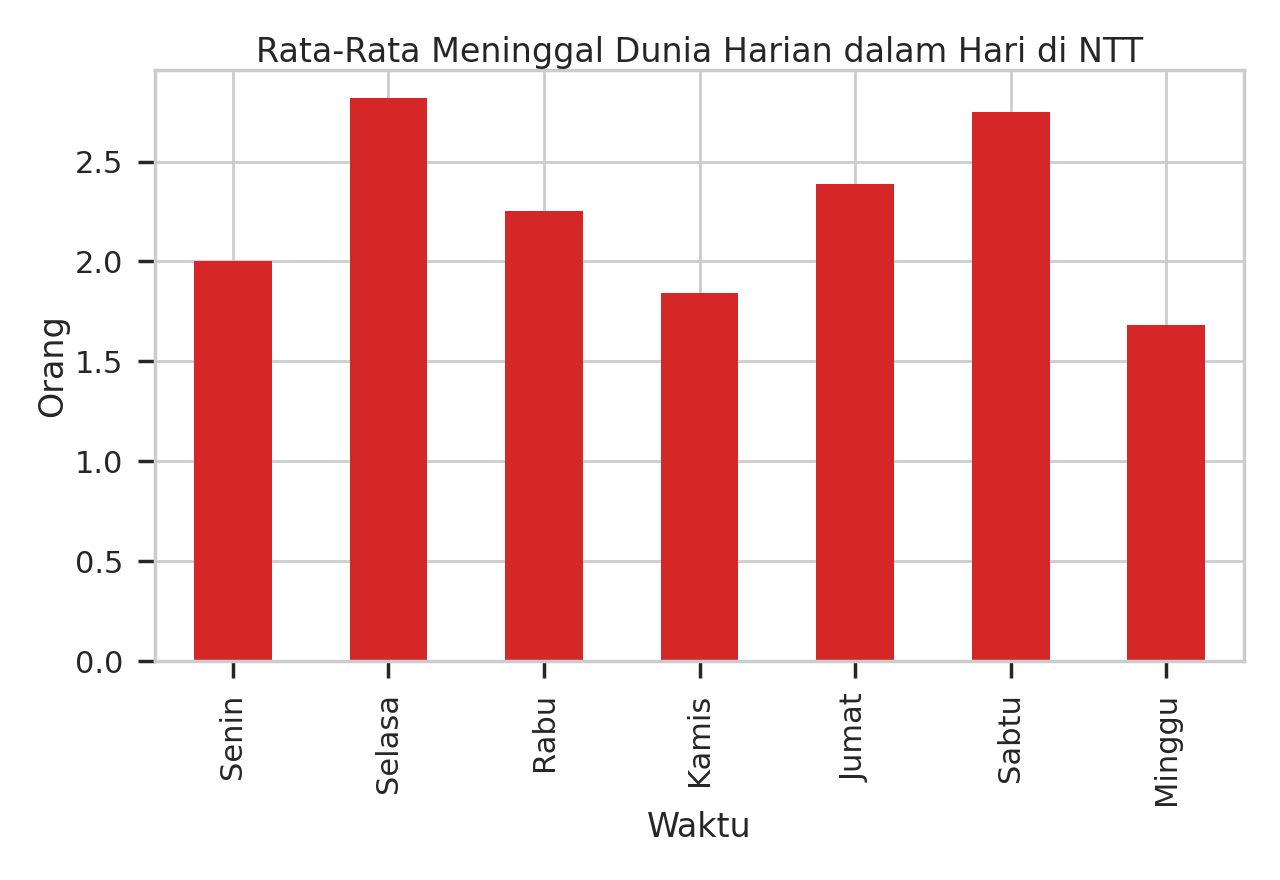 Rata-Rata Meninggal Dunia Harian dalam Hari di NTT
Orang
2.5
2.0
1.5
1.0
0.5
0.0
Senin
Selasa
Rabu
Kamis
Jumat
Sabtu
Minggu
Waktu